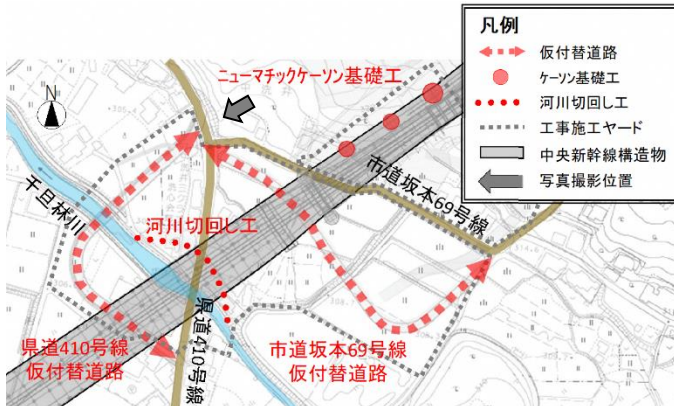 凡例
仮付替道路
ケーソン基礎工
河川切回し工
工事施工ヤード
中央新幹線構造物
写真撮影位置
ニューマチックケーソン基礎工
N
千旦林川
市道坂本69号線
河川切回し工
県道410号線
県道410号線
仮付替道路
市道坂本69号線
仮付替道路